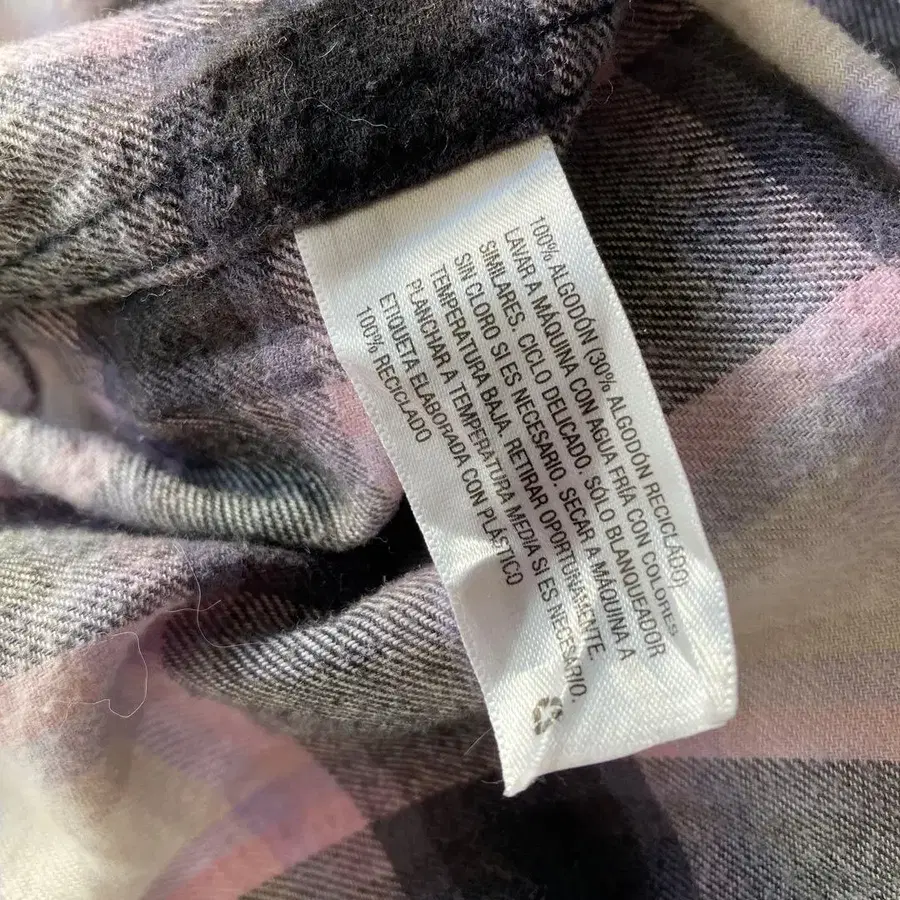 100% ALGODÓN (30% ALGODÓN RECICLADO)
LAVAR A MÁQUINA CON AGUA FRÍA CON COLORES
SIMILARES. CICLO DELICADO. SÓLO BLANQUEADOR
SIN CLORO SI ES NECESARIO. SECAR A MÁQUINA A
TEMPERATURA BAJA. RETIRAR OPORTUNAMENTE.
PLANCHAR A TEMPERATURA MEDIA SI ES NECESARIO.
ETIQUETA ELABORADA CON PLÁSTICO
100% RECICLADO